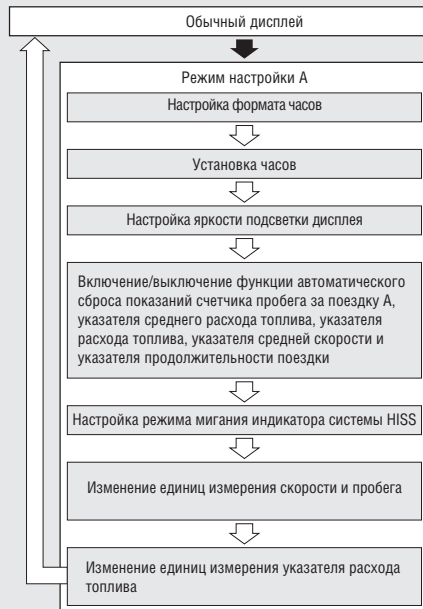 Обычный дисплей
Режим настройки А
Настройка формата часов
Установка часов
Настройка яркости подсветки дисплея
Включение/выключение функции автоматического
сброса показаний счетчика пробега за поездку А,
указателя среднего расхода топлива, указателя
расхода топлива, указателя средней скорости и
указателя продолжительности поездки
Настройка режима мигания индикатора системы HISS
Изменение единиц измерения скорости и пробега
Изменение единиц измерения указателя расхода
топлива